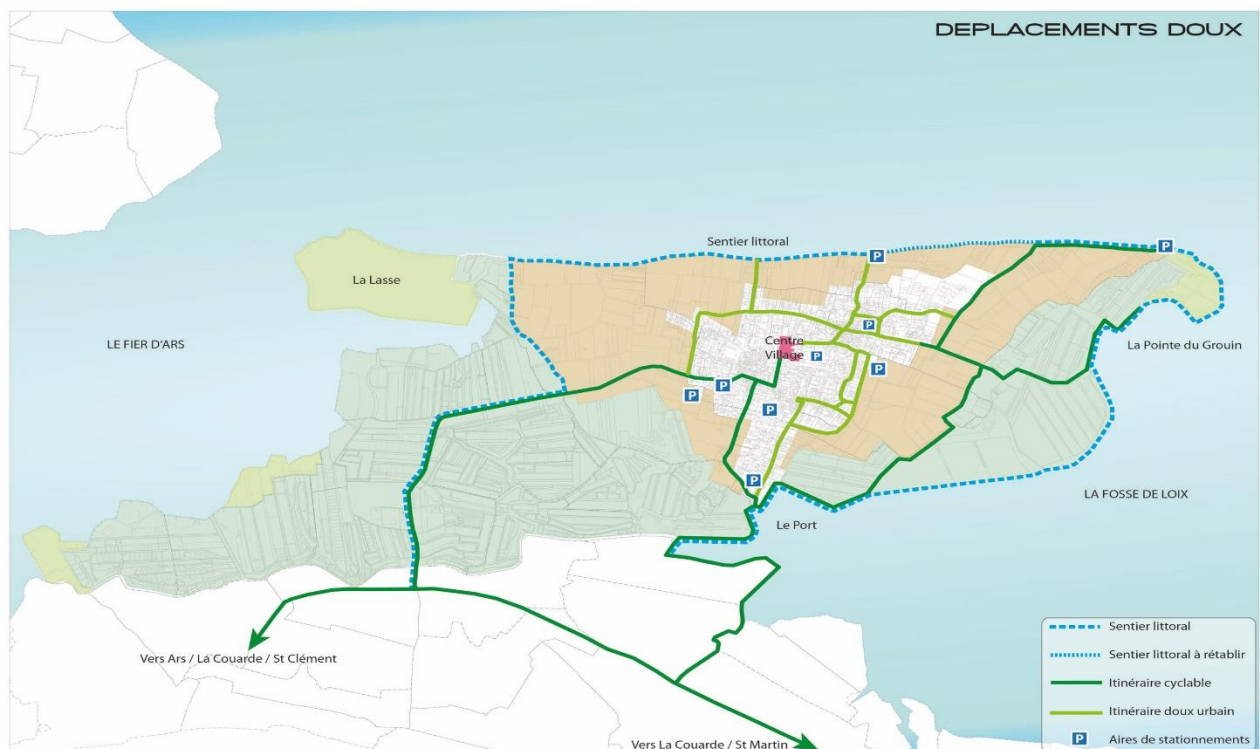 DEPLACEMENTS DOUX
Sentier littoral
P
P
La Lasse
P
LE FIER D'ARS
Centre
Village
P
La Pointe du Grouin
P
P
P
P
P
LA FOSSE DE LOIX
Le Port
Vers Ars / La Couarde / St Clément
Vers La Couarde / St Martin
Sentier littoral
Sentier littoral à rétablir
Itinéraire cyclable
Itinéraire doux urbain
P Aires de stationnements